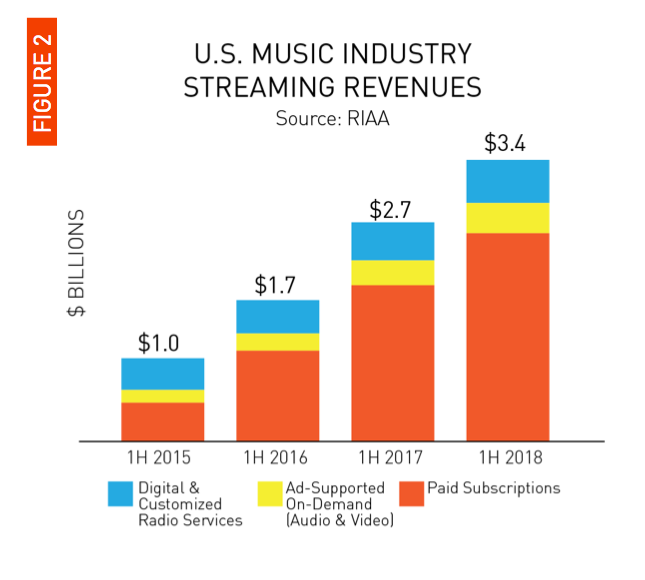 FIGURE 2
U.S. MUSIC INDUSTRY
STREAMING REVENUES
Source: RIAA
$ BILLIONS
$1.0
$1.7
$2.7
$3.4
1H 2015
1H 2016
1H 2017
1H 2018
Digital &
Customized
Radio Services
Ad-Supported
On-Demand
(Audio & Video)
Paid Subscriptions